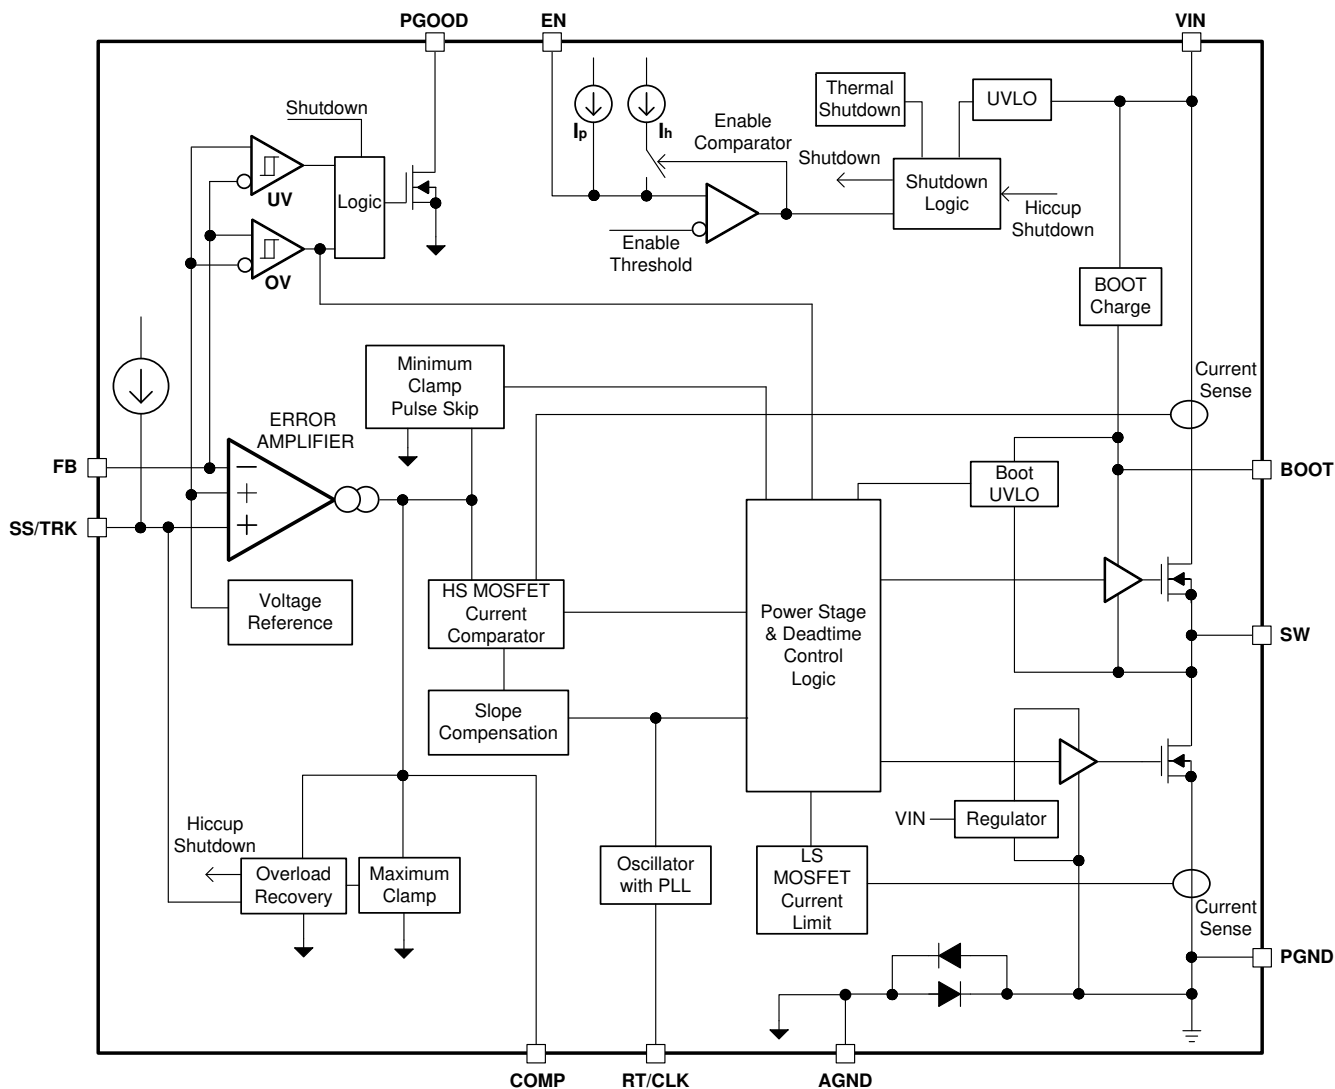 PGOOD
EN
VIN
Shutdown
UV
Logic
OV
Ip
Ih
Enable
Comparator
Enable
Threshold
Thermal
Shutdown
UVLO
Shutdown
Shutdown
Logic
Hiccup
Shutdown
BOOT
Charge
Current
Sense
Minimum
Clamp
Pulse Skip
ERROR
AMPLIFIER
FB
−
+
+
SS/TRK
Boot
UVLO
BOOT
Voltage
Reference
HS MOSFET
Current
Comparator
Power Stage
& Deadtime
Control
Logic
SW
Slope
Compensation
VIN
Regulator
Hiccup
Shutdown
Overload
Recovery
Maximum
Clamp
Oscillator
with PLL
LS
MOSFET
Current
Limit
Current
Sense
PGND
COMP
RT/CLK
AGND